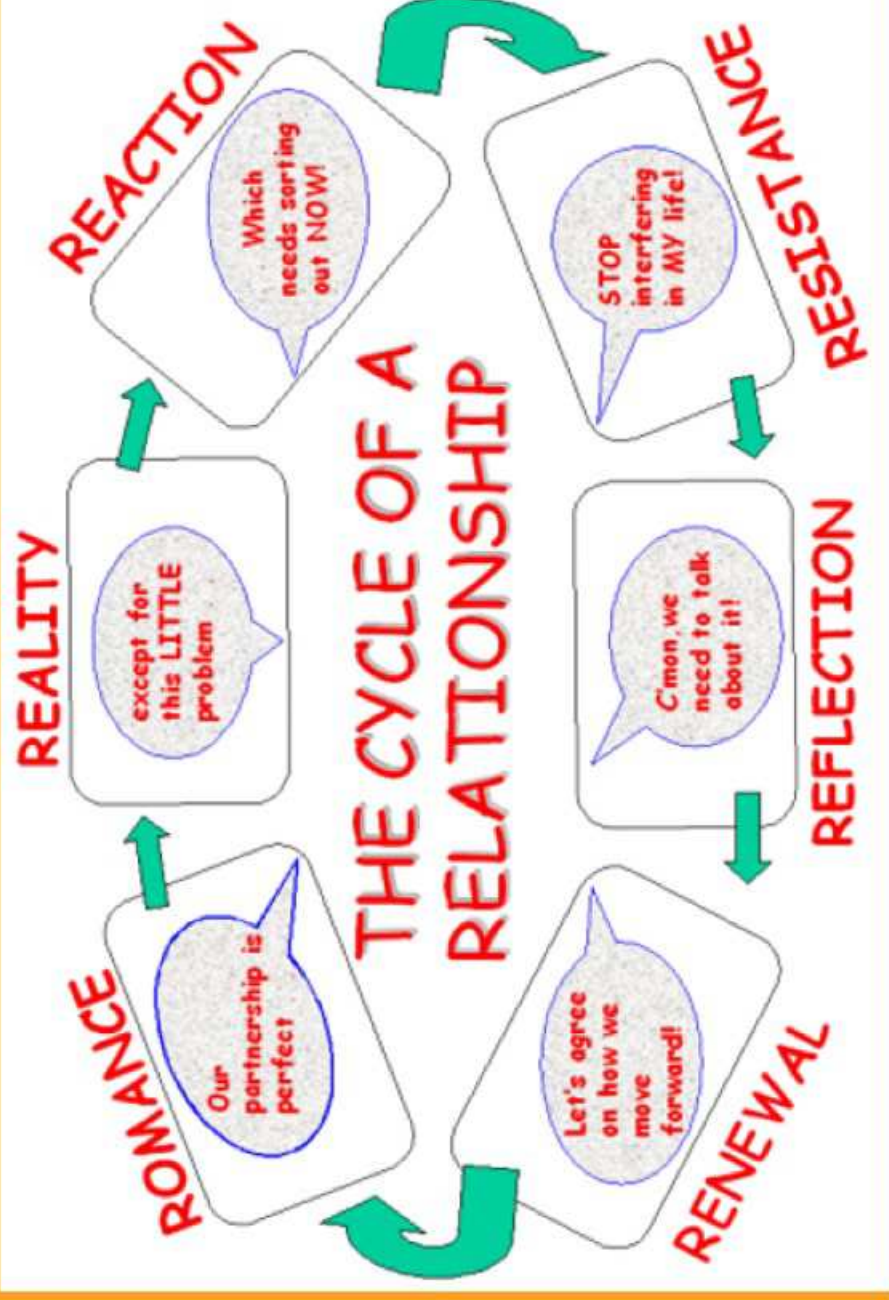 THE CYCLE OF A
RELATIONSHIP
ROMANCE
Our
partnership is
perfect
REALITY
except for
this LITTLE
problem
REACTION
Which
needs sorting
out NOW!
RESISTANCE
STOP
interfering
in MY life!
REFLECTION
C'mon,we
need to talk
about it!
RENEWAL
Let's agree
on how we
move
forward!